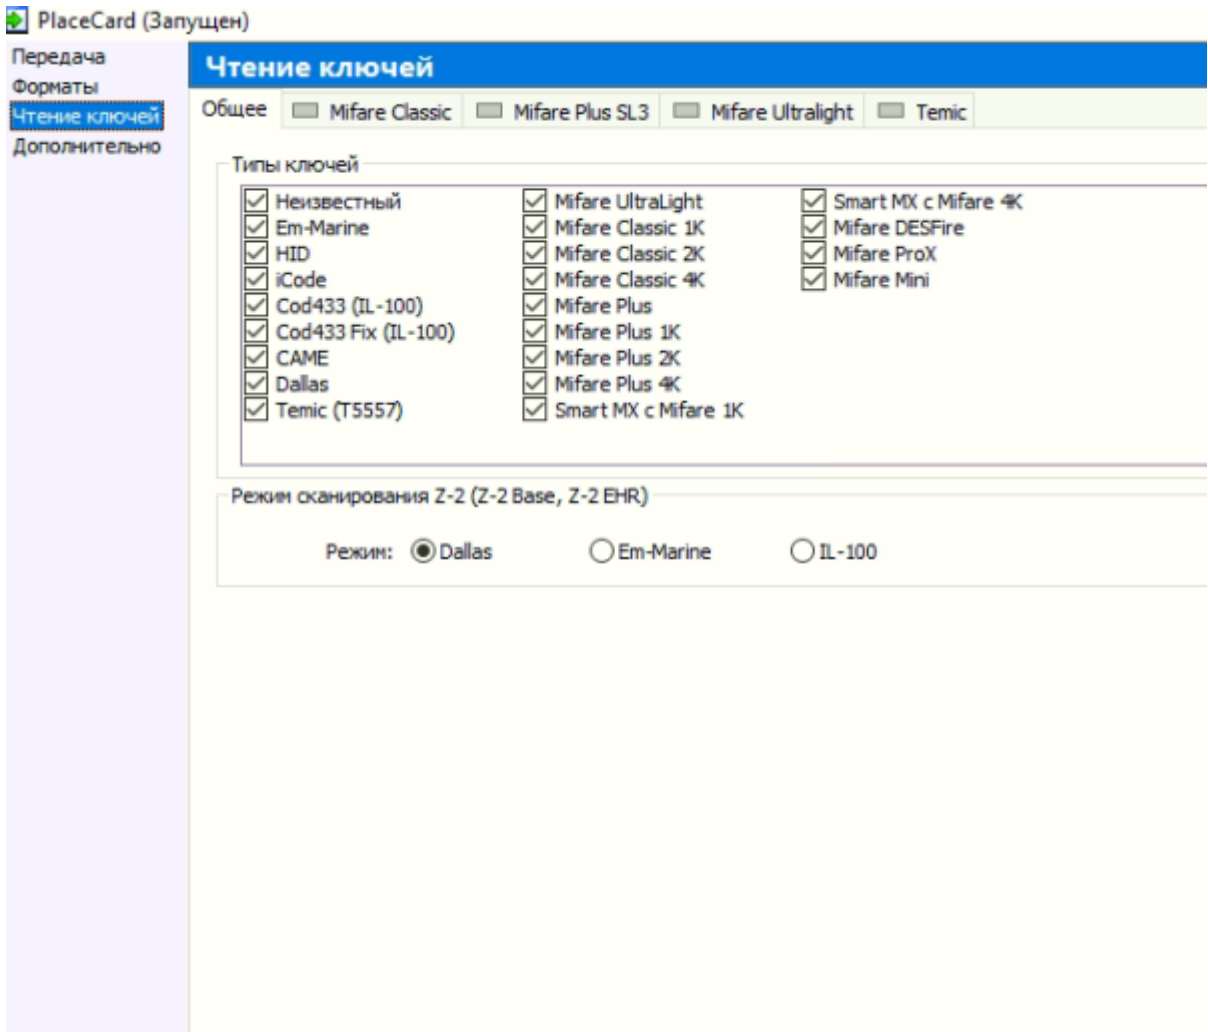 PlaceCard (Запущен)
Передача
Форматы
Чтение ключей
Дополнительно
Чтение ключей
Общее Mifare Classic Mifare Plus SL3 Mifare Ultralight Temic
Типы ключей
Неизвестный Mifare UltraLight Smart MX с Mifare 4K
Em-Marine Mifare Classic 1K Mifare DESFire
HID Mifare Classic 2K Mifare ProX
iCode Mifare Classic 4K Mifare Mini
Cod433 (IL-100) Mifare Plus
Cod433 Fix (IL-100) Mifare Plus 1K
CAME Mifare Plus 2K
Dallas Mifare Plus 4K
Temic (T5557) Smart MX с Mifare 1K
Режим сканирования Z-2 (Z-2 Base, Z-2 EHR)
Режим: Dallas Em-Marine IL-100